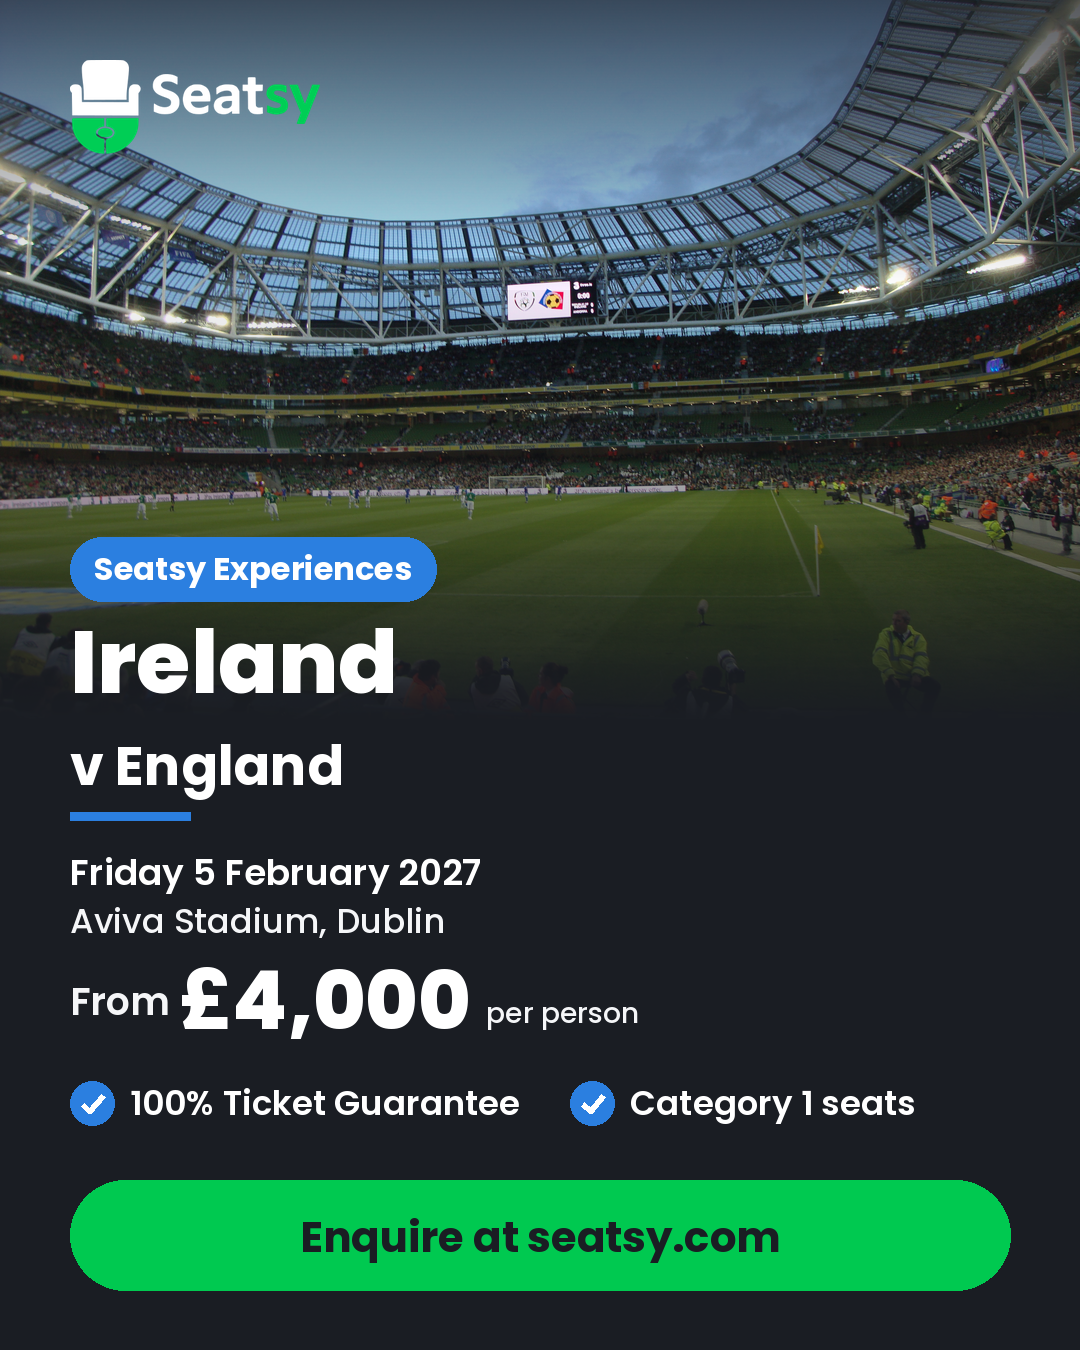 Seatsy
Seatsy Experiences
Ireland
v England
Friday 5 February 2027
Aviva Stadium, Dublin
From £4,000 per person
100% Ticket Guarantee
Category 1 seats
Enquire at seatsy.com